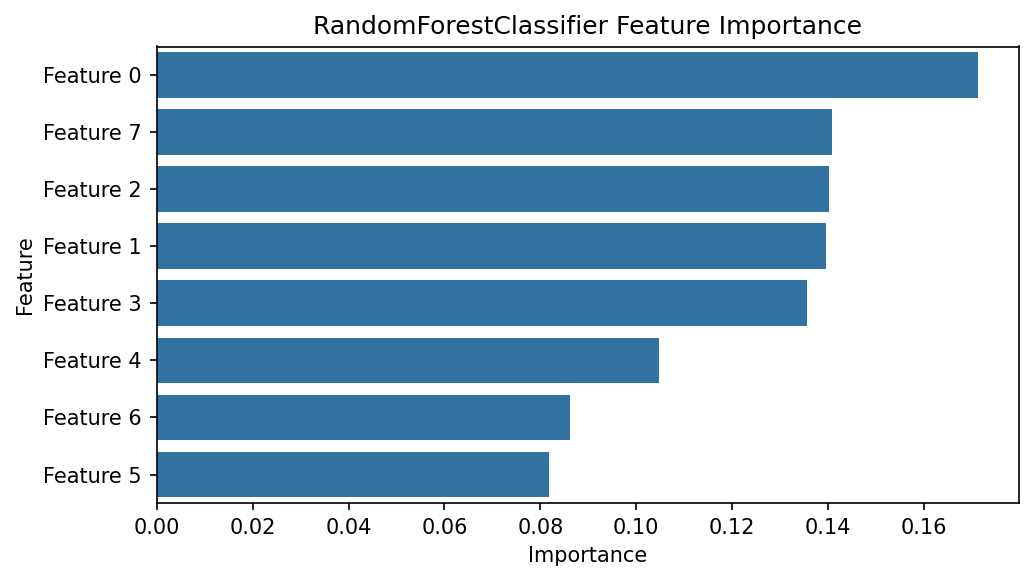 RandomForestClassifier Feature Importance
Feature 0
Feature 7
Feature 2
Feature 1
Feature 3
Feature 4
Feature 6
Feature 5
Feature
0.00 0.02 0.04 0.06 0.08 0.10 0.12 0.14 0.16
Importance